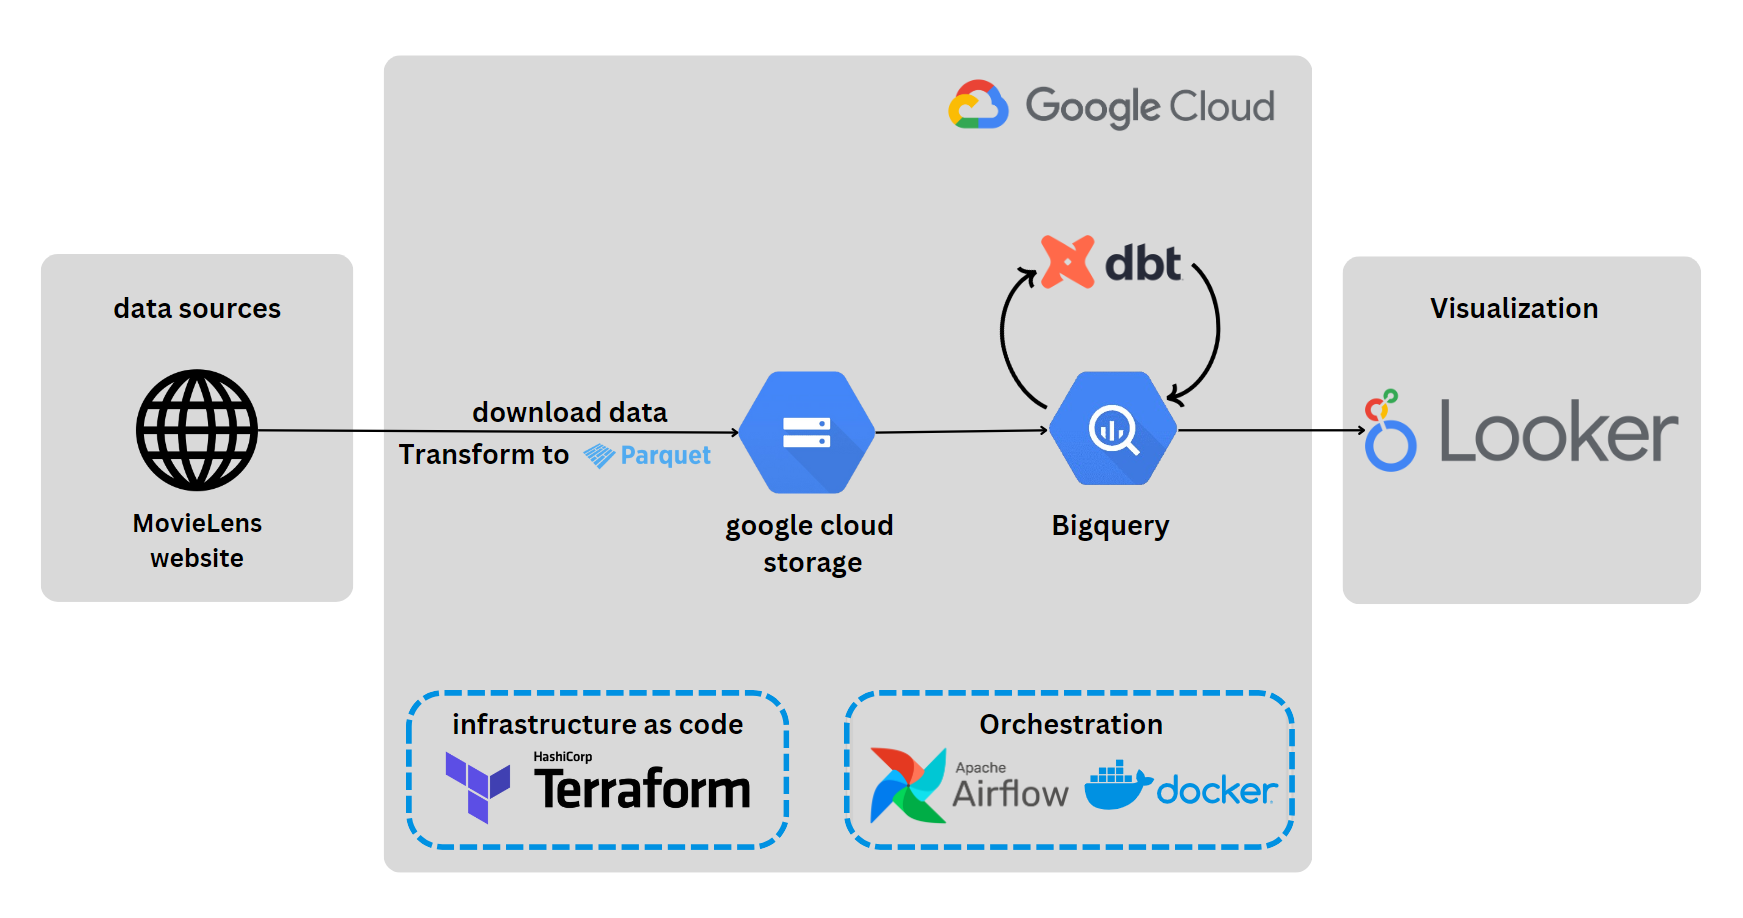 Google Cloud
dbt
data sources
Visualization
download data
Transform to Parquet
Looker
MovieLens
website
google cloud
storage
Bigquery
infrastructure as code
HashiCorp
Terraform
Orchestration
Apache
Airflow
docker